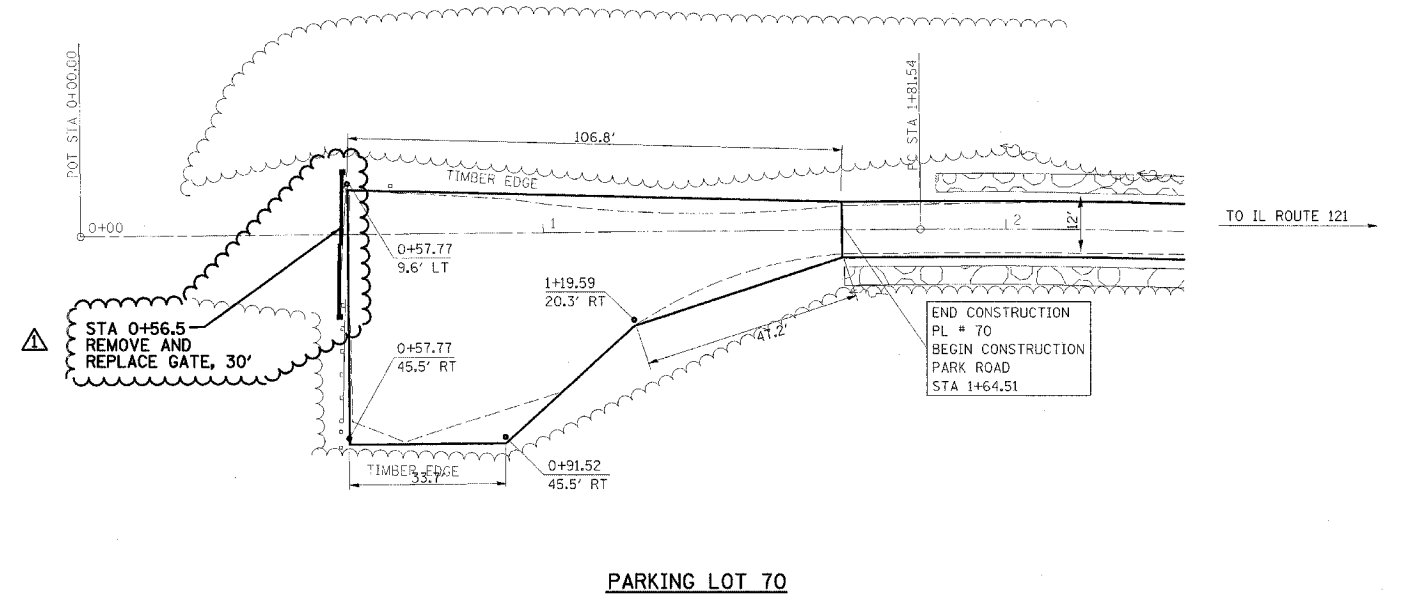 POT STA 0+00.00
PC STA 1+81.54
106.8'
TIMBER EDGE
0+00
1
2
12'
TO IL ROUTE 121
0+57.77
9.6' LT
1+19.59
20.3' RT
1
STA 0+56.5
REMOVE AND
REPLACE GATE, 30'
0+57.77
45.5' RT
47.2'
END CONSTRUCTION
PL # 70
BEGIN CONSTRUCTION
PARK ROAD
STA 1+64.51
TIMBER EDGE
33.7'
0+91.52
45.5' RT
PARKING LOT 70